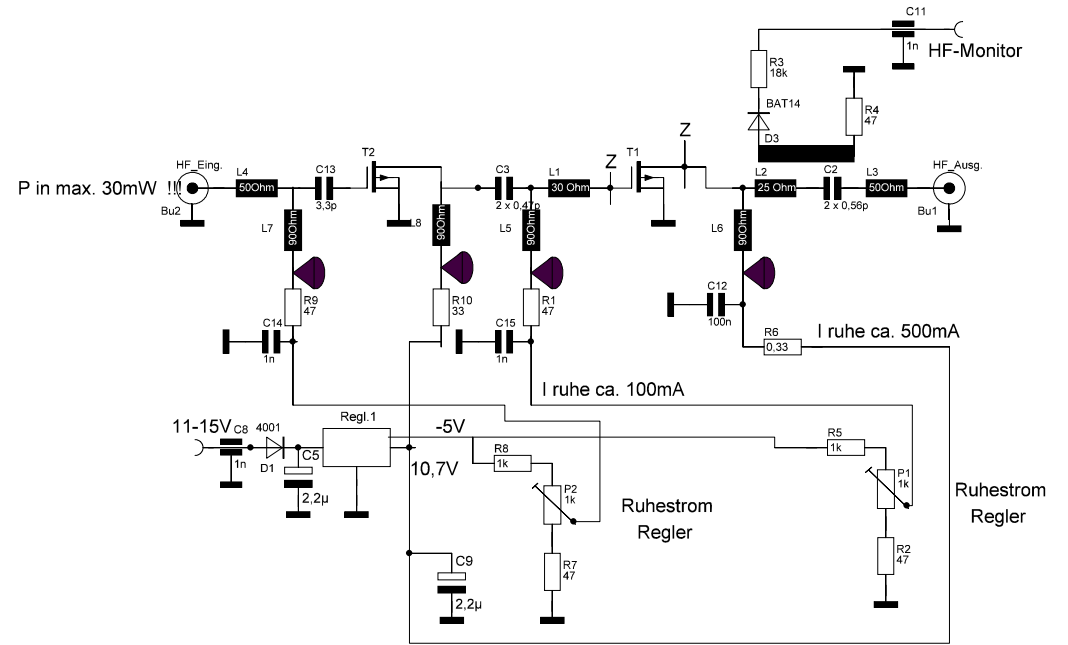 C11
1n
HF-Monitor
R3
18k
BAT14
D3
R4
47
Z
Z
HF_Eing.
L4
C13
T2
C3
L1
T1
L2
C2
L3
HF_Ausg.
P in max. 30mW !!!
50Ohm
30 Ohm
25 Ohm
50Ohm
Bu2
3,3p
2 x 0,47p
2 x 0,56p
Bu1
L7
90Ohm
L8
90Ohm
L5
90Ohm
L6
90Ohm
R9
47
R10
33
R1
47
C12
100n
C14
1n
C15
1n
R6
0,33
I ruhe ca. 500mA
I ruhe ca. 100mA
11-15V
C8
1n
4001
D1
C5
2,2µ
Regl.1
-5V
10,7V
R8
1k
P2
1k
Ruhestrom
Regler
R5
1k
P1
1k
Ruhestrom
Regler
R7
47
R2
47
C9
2,2µ